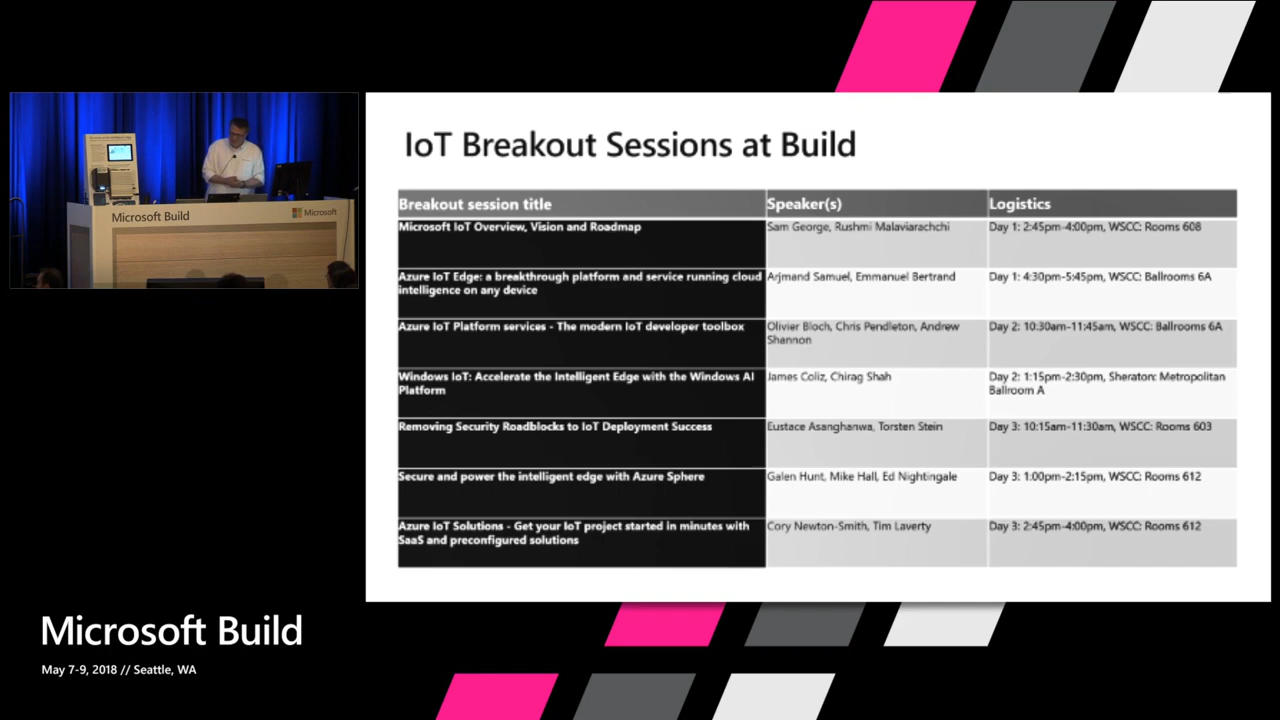 IoT Breakout Sessions at Build
Breakout session title Speaker(s) Logistics
Microsoft IoT Overview, Vision and Roadmap Sam George, Rushmi Malaviarachchi Day 1: 2:45pm-4:00pm, WSCC: Rooms 608
Azure IoT Edge: a breakthrough platform and service running cloud Arjmand Samuel, Emmanuel Bertrand Day 1: 4:30pm-5:45pm, WSCC: Ballrooms 6A
intelligence on any device
Azure IoT Platform services - The modern IoT developer toolbox Olivier Bloch, Chris Pendleton, Andrew Day 2: 10:30am-11:45am, WSCC: Ballrooms 6A
Shannon
Windows IoT: Accelerate the Intelligent Edge with the Windows AI James Coliz, Chirag Shah Day 2: 1:15pm-2:30pm, Sheraton: Metropolitan
Platform Ballroom A
Removing Security Roadblocks to IoT Deployment Success Eustace Asanghanwa, Torsten Stein Day 3: 10:15am-11:30am, WSCC: Rooms 603
Secure and power the intelligent edge with Azure Sphere Galen Hunt, Mike Hall, Ed Nightingale Day 3: 1:00pm-2:15pm, WSCC: Rooms 612
Azure IoT Solutions - Get your IoT project started in minutes with Cory Newton-Smith, Tim Laverty Day 3: 2:45pm-4:00pm, WSCC: Rooms 612
SaaS and preconfigured solutions
Microsoft Build Microsoft
Microsoft Build
May 7-9, 2018 // Seattle, WA